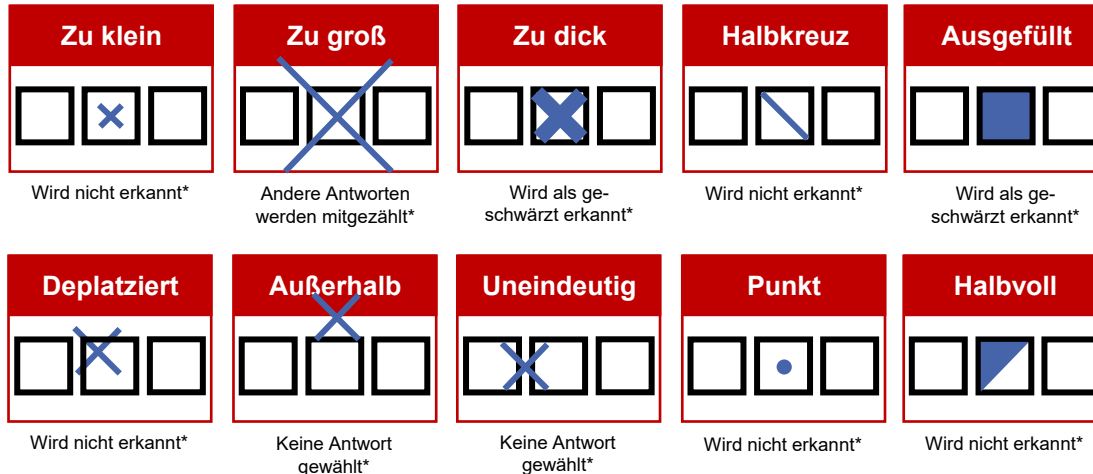 Zu klein
Zu groß
Zu dick
Halbkreuz
Ausgefüllt
Wird nicht erkannt*
Andere Antworten
werden mitgezählt*
Wird als ge-
schwärzt erkannt*
Wird nicht erkannt*
Wird als ge-
schwärzt erkannt*
Deplatziert
Außerhalb
Uneindeutig
Punkt
Halbvoll
Wird nicht erkannt*
Keine Antwort
gewählt*
Keine Antwort
gewählt*
Wird nicht erkannt*
Wird nicht erkannt*